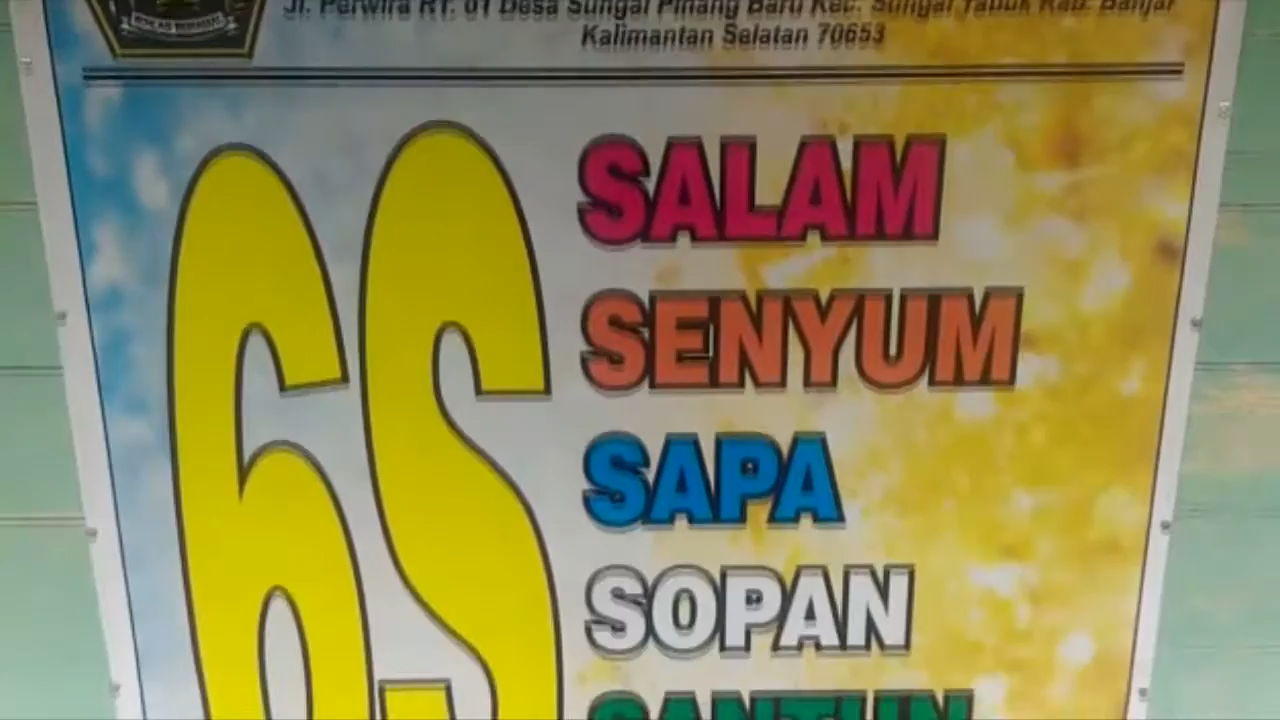 Jl. Perwira RT. 01 Desa Sungai Pinang Baru Kec. Sungai Tabuk Kab. Banjar
Kalimantan Selatan 70653
6S
SALAM
SENYUM
SAPA
SOPAN
SANTUN